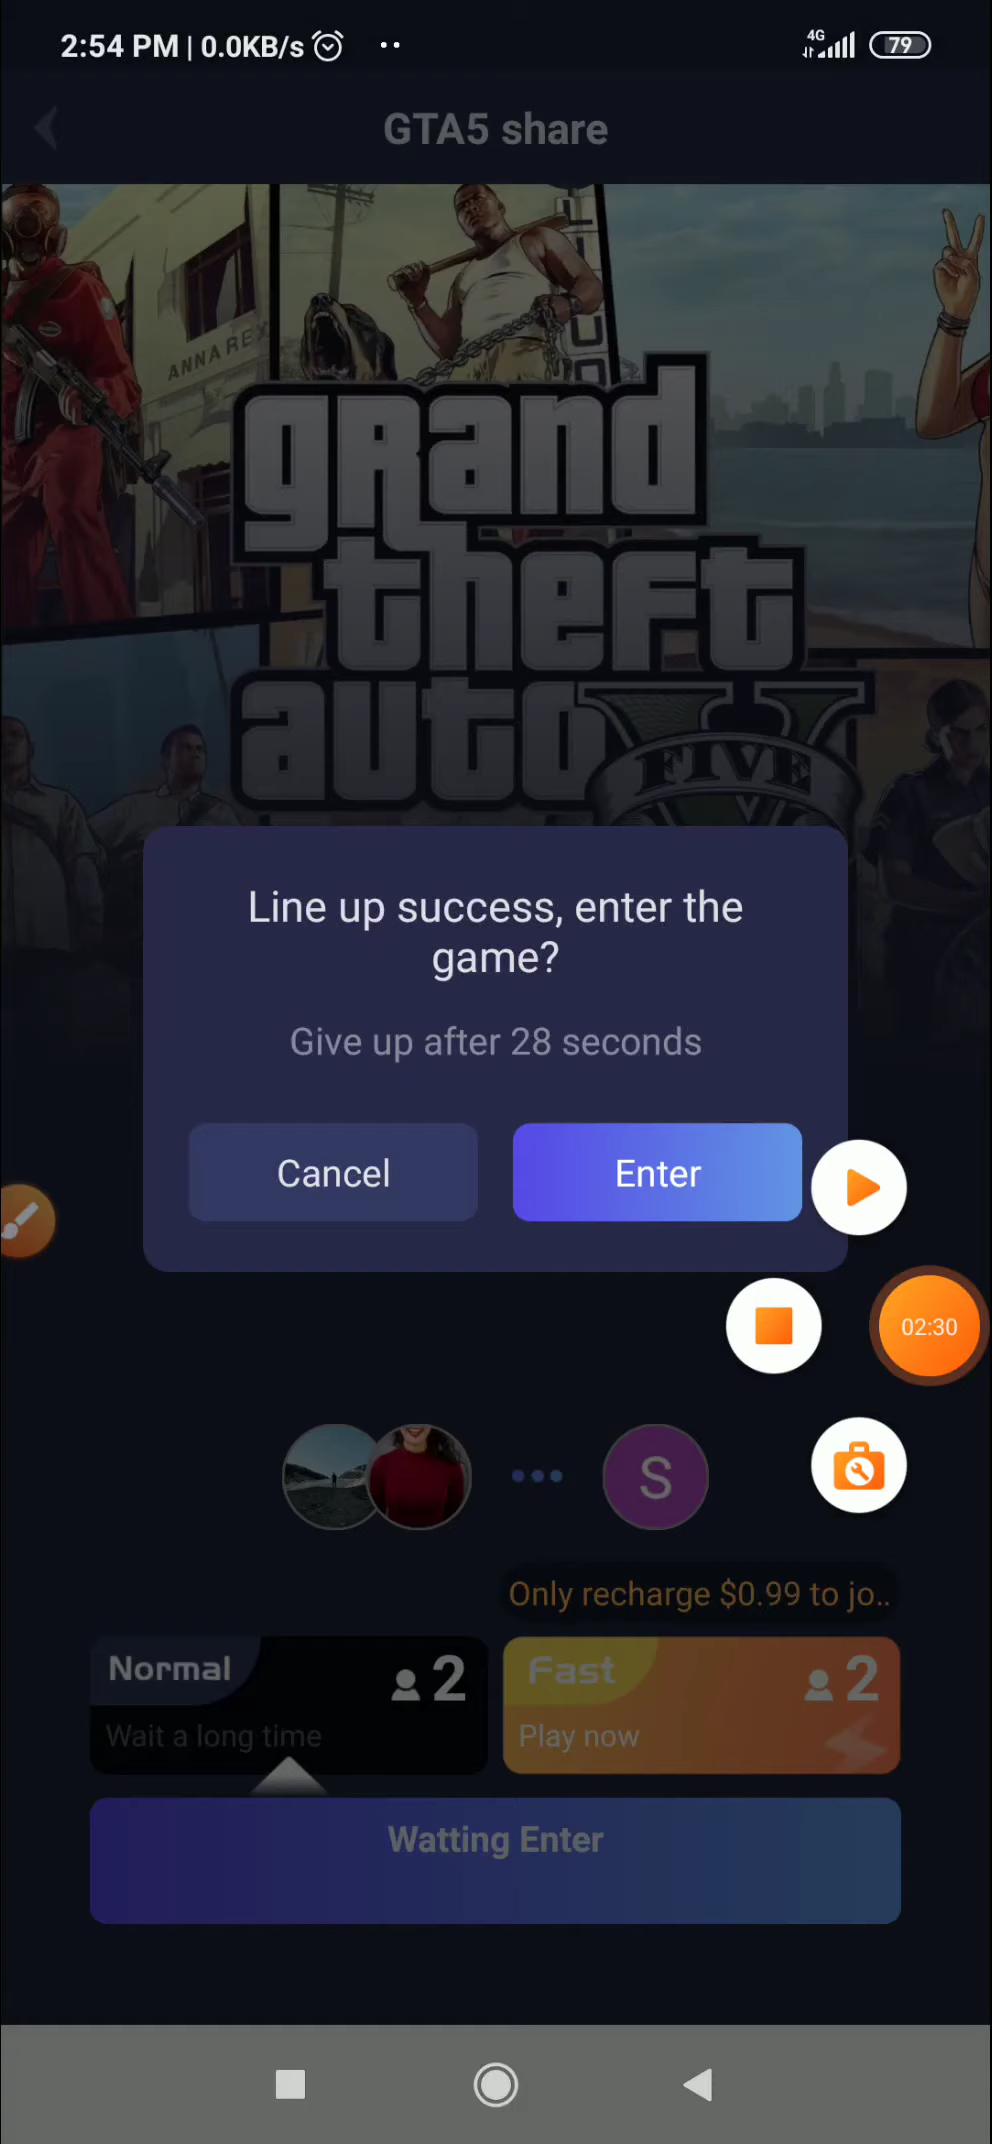 2:54 PM | 0.0KB/s
4G
79
GTA5 share
ANNA RE
grand
theft
auto V
FIVE
Line up success, enter the
game?
Give up after 28 seconds
Cancel
Enter
02:30
S
Only recharge $0.99 to jo..
Normal
2
Wait a long time
Fast
2
Play now
Watting Enter